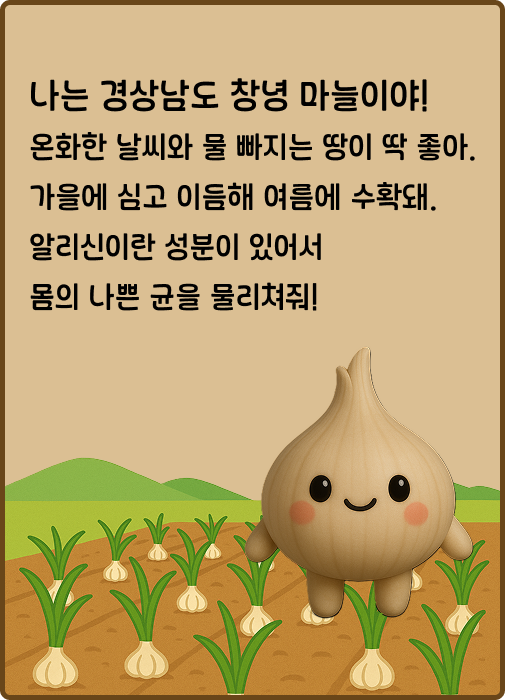 나는 경상남도 창녕 마늘이야!
온화한 날씨와 물 빠지는 땅이 딱 좋아.
가을에 심고 이듬해 여름에 수확돼.
알리신이란 성분이 있어서
몸의 나쁜 균을 물리쳐줘!